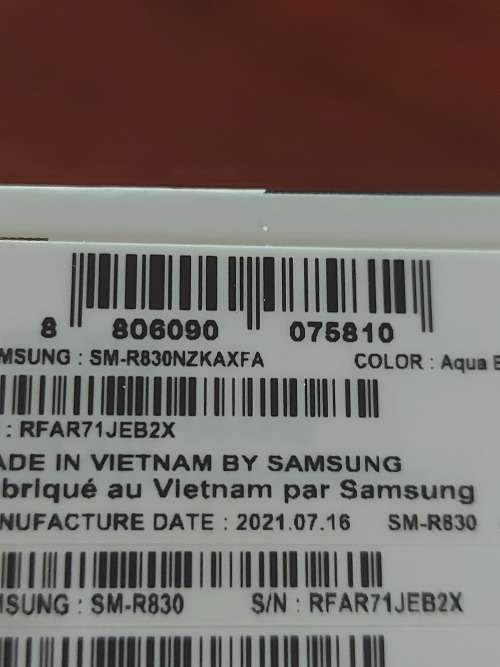 8 806090 075810
MSUNG : SM-R830NZKAXFA COLOR : Aqua
: RFAR71JEB2X
ADE IN VIETNAM BY SAMSUNG
briqué au Vietnam par Samsung
NUFACTURE DATE : 2021.07.16 SM-R830
SUNG : SM-R830 S/N : RFAR71JEB2X